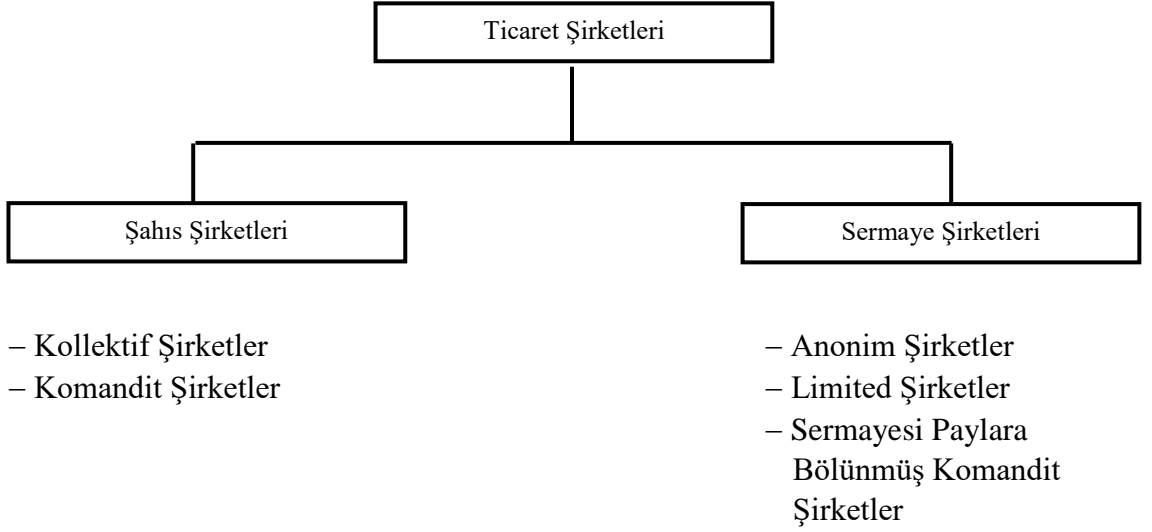 Ticaret Şirketleri
Şahıs Şirketleri
Sermaye Şirketleri
– Kollektif Şirketler
– Komandit Şirketler
– Anonim Şirketler
– Limited Şirketler
– Sermayesi Paylara
Bölünmüş Komandit
Şirketler